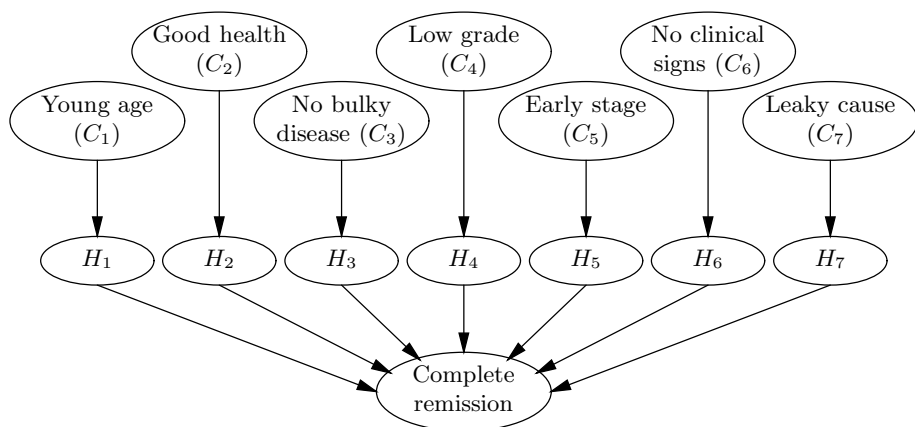 Good health
(C₂)
Low grade
(C₄)
No clinical
signs (C₆)
Young age
(C₁)
No bulky
disease (C₃)
Early stage
(C₅)
Leaky cause
(C₇)
H₁
H₂
H₃
H₄
H₅
H₆
H₇
Complete
remission